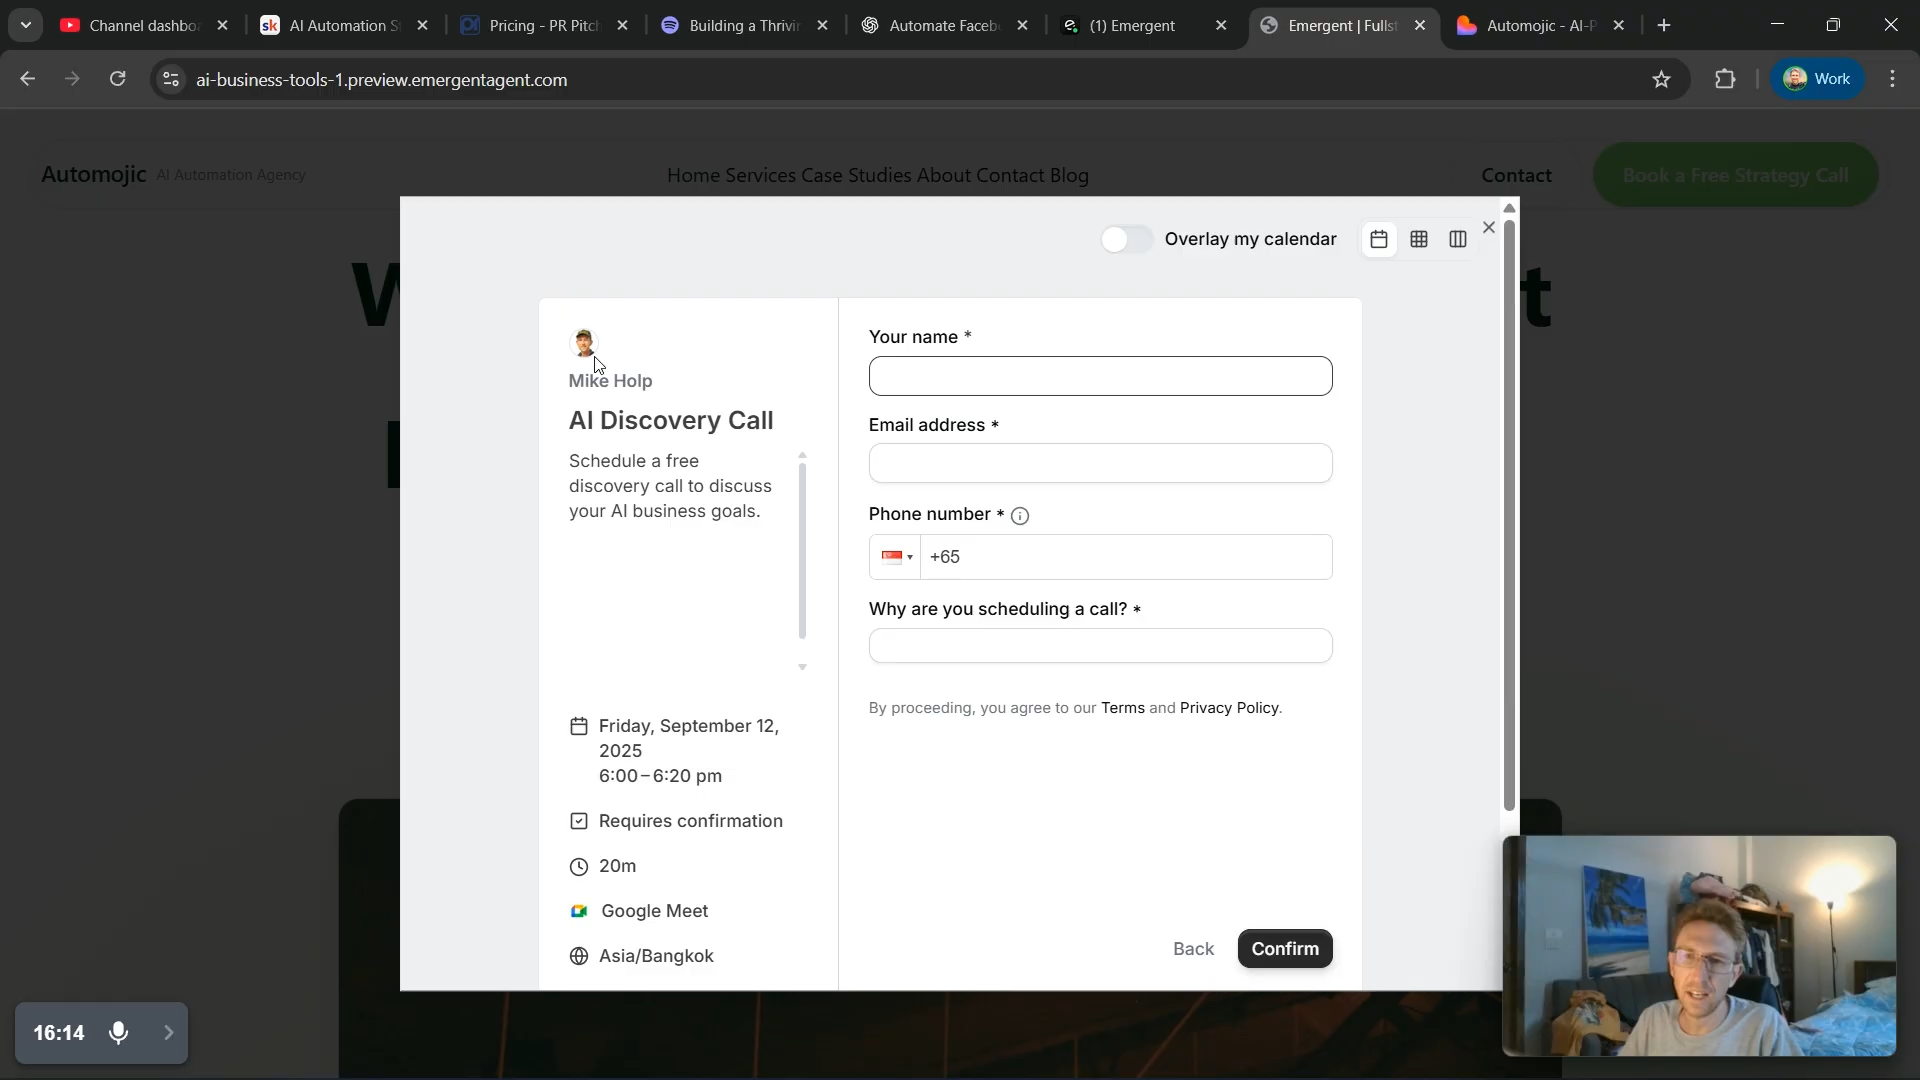 Channel dashbo
AI Automation S
Pricing - PR Pitch
Building a Thrivin
Automate Faceb
(1) Emergent
Emergent | Fullst
Automojic - AI-P
ai-business-tools-1.preview.emergentagent.com
Work
Automojic AI Automation Agency
Home Services Case Studies About Contact Blog
Contact
Book a Free Strategy Call
W
t
Overlay my calendar
Mike Holp
AI Discovery Call
Schedule a free
discovery call to discuss
your AI business goals.
Friday, September 12,
2025
6:00 – 6:20 pm
Requires confirmation
20m
Google Meet
Asia/Bangkok
Your name *
Email address *
Phone number *
+65
Why are you scheduling a call? *
By proceeding, you agree to our Terms and Privacy Policy.
Back
Confirm
16:14